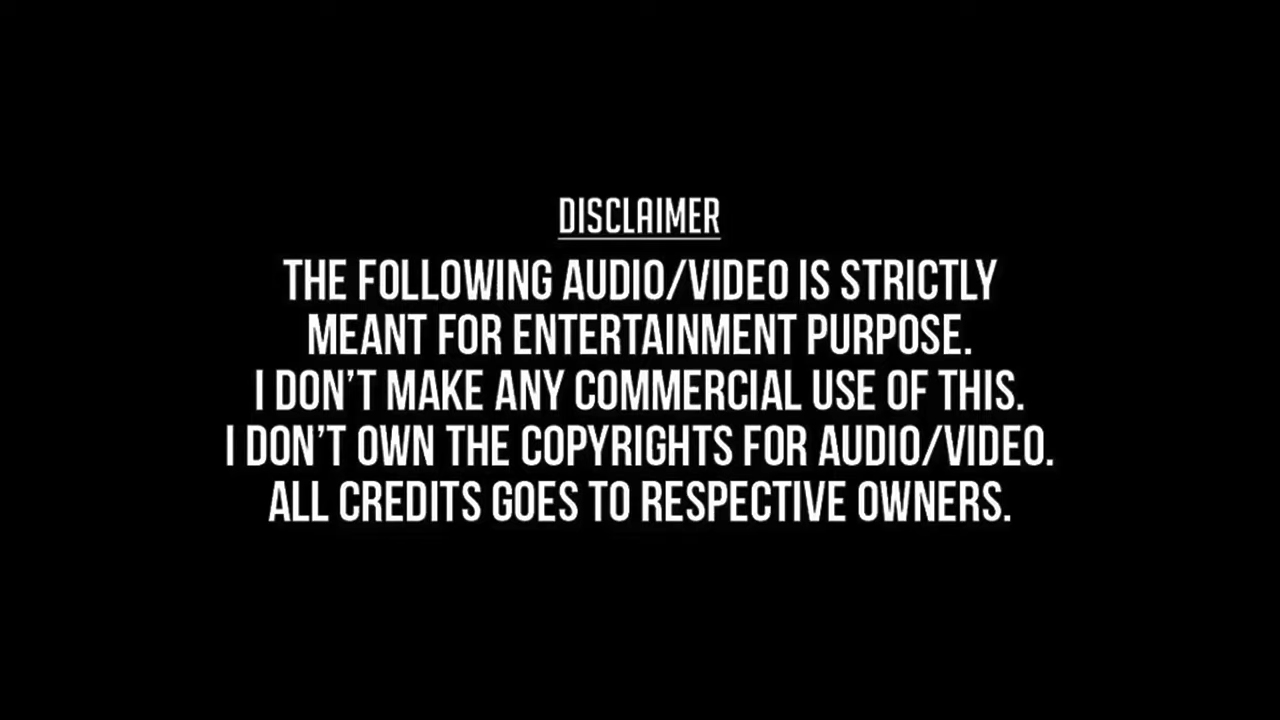 DISCLAIMER
THE FOLLOWING AUDIO/VIDEO IS STRICTLY
MEANT FOR ENTERTAINMENT PURPOSE.
I DON’T MAKE ANY COMMERCIAL USE OF THIS.
I DON’T OWN THE COPYRIGHTS FOR AUDIO/VIDEO.
ALL CREDITS GOES TO RESPECTIVE OWNERS.